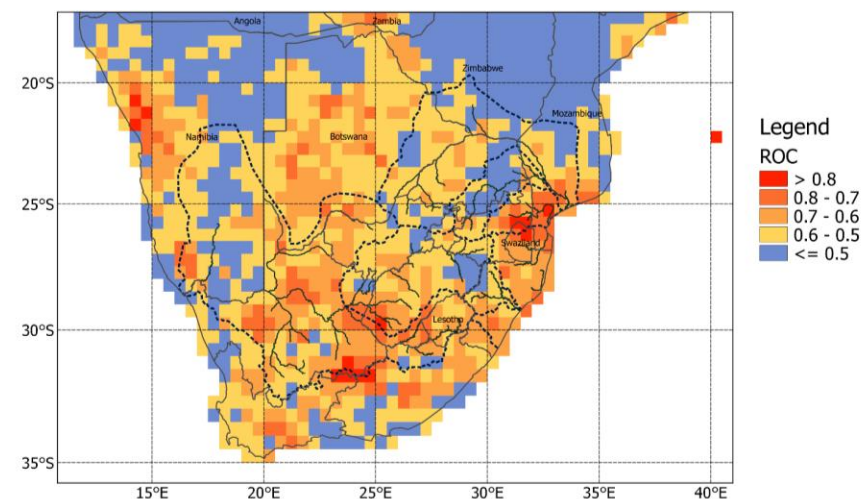 Angola
Zambia
Zimbabwe
20°S
Mozambique
Namibia
Botswana
25°S
Swaziland
Lesotho
30°S
35°S
15°E
20°E
25°E
30°E
35°E
40°E
Legend
ROC
> 0.8
0.8 - 0.7
0.7 - 0.6
0.6 - 0.5
<= 0.5